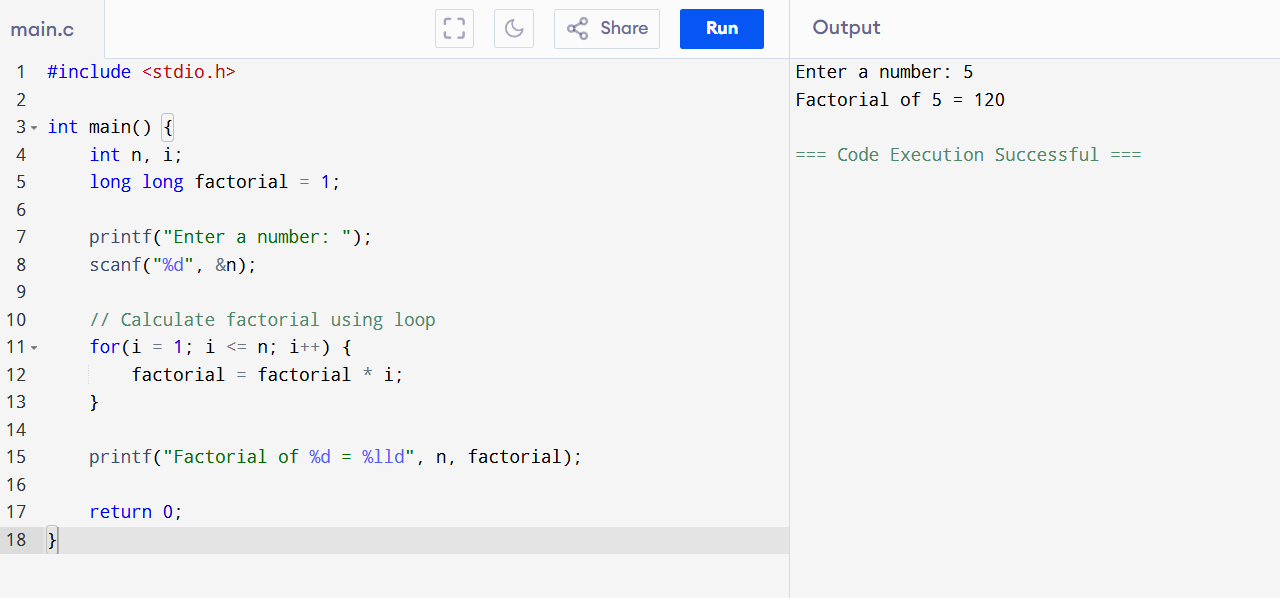 main.c
Share
Run
Output
1 #include <stdio.h>
2
3 int main() {
4     int n, i;
5     long long factorial = 1;
6
7     printf("Enter a number: ");
8     scanf("%d", &n);
9
10     // Calculate factorial using loop
11     for(i = 1; i <= n; i++) {
12         factorial = factorial * i;
13     }
14
15     printf("Factorial of %d = %lld", n, factorial);
16
17     return 0;
18 }
Enter a number: 5
Factorial of 5 = 120
=== Code Execution Successful ===